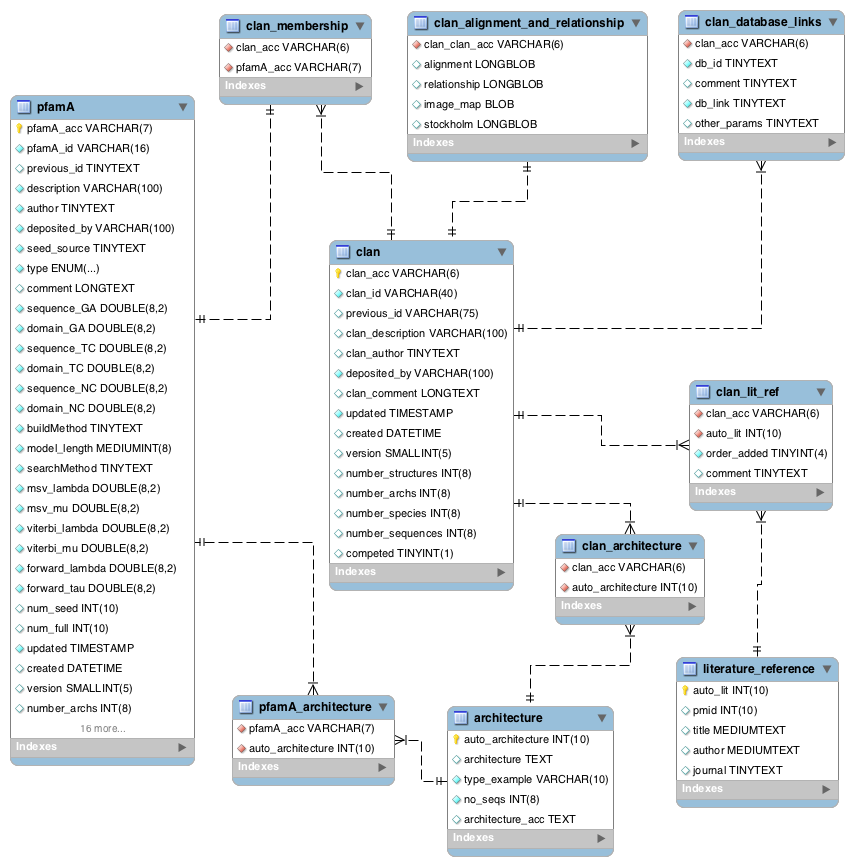 clan_membership
clan_acc VARCHAR(6)
pfamA_acc VARCHAR(7)
Indexes
clan_alignment_and_relationship
clan_clan_acc VARCHAR(6)
alignment LONGBLOB
relationship LONGBLOB
image_map BLOB
stockholm LONGBLOB
Indexes
clan_database_links
clan_acc VARCHAR(6)
db_id TINYTEXT
comment TINYTEXT
db_link TINYTEXT
other_params TINYTEXT
Indexes
pfamA
pfamA_acc VARCHAR(7)
pfamA_id VARCHAR(16)
previous_id TINYTEXT
description VARCHAR(100)
author TINYTEXT
deposited_by VARCHAR(100)
seed_source TINYTEXT
type ENUM(...)
comment LONGTEXT
sequence_GA DOUBLE(8,2)
domain_GA DOUBLE(8,2)
sequence_TC DOUBLE(8,2)
domain_TC DOUBLE(8,2)
sequence_NC DOUBLE(8,2)
domain_NC DOUBLE(8,2)
buildMethod TINYTEXT
model_length MEDIUMINT(8)
searchMethod TINYTEXT
msv_lambda DOUBLE(8,2)
msv_mu DOUBLE(8,2)
viterbi_lambda DOUBLE(8,2)
viterbi_mu DOUBLE(8,2)
forward_lambda DOUBLE(8,2)
forward_tau DOUBLE(8,2)
num_seed INT(10)
num_full INT(10)
updated TIMESTAMP
created DATETIME
version SMALLINT(5)
number_archs INT(8)
16 more...
Indexes
clan
clan_acc VARCHAR(6)
clan_id VARCHAR(40)
previous_id VARCHAR(75)
clan_description VARCHAR(100)
clan_author TINYTEXT
deposited_by VARCHAR(100)
clan_comment LONGTEXT
updated TIMESTAMP
created DATETIME
version SMALLINT(5)
number_structures INT(8)
number_archs INT(8)
number_species INT(8)
number_sequences INT(8)
competed TINYINT(1)
Indexes
clan_lit_ref
clan_acc VARCHAR(6)
auto_lit INT(10)
order_added TINYINT(4)
comment TINYTEXT
Indexes
clan_architecture
clan_acc VARCHAR(6)
auto_architecture INT(10)
Indexes
pfamA_architecture
pfamA_acc VARCHAR(7)
auto_architecture INT(10)
Indexes
architecture
auto_architecture INT(10)
architecture TEXT
type_example VARCHAR(10)
no_seqs INT(8)
architecture_acc TEXT
Indexes
literature_reference
auto_lit INT(10)
pmid INT(10)
title MEDIUMTEXT
author MEDIUMTEXT
journal TINYTEXT
Indexes